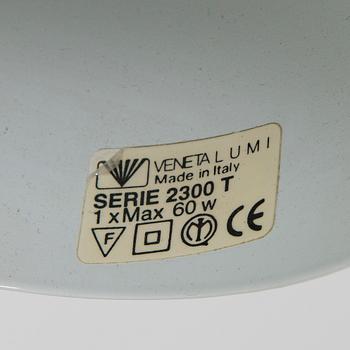 VENETA LUMI
Made in Italy
SERIE 2300 T
1 x Max 60 w
F CE